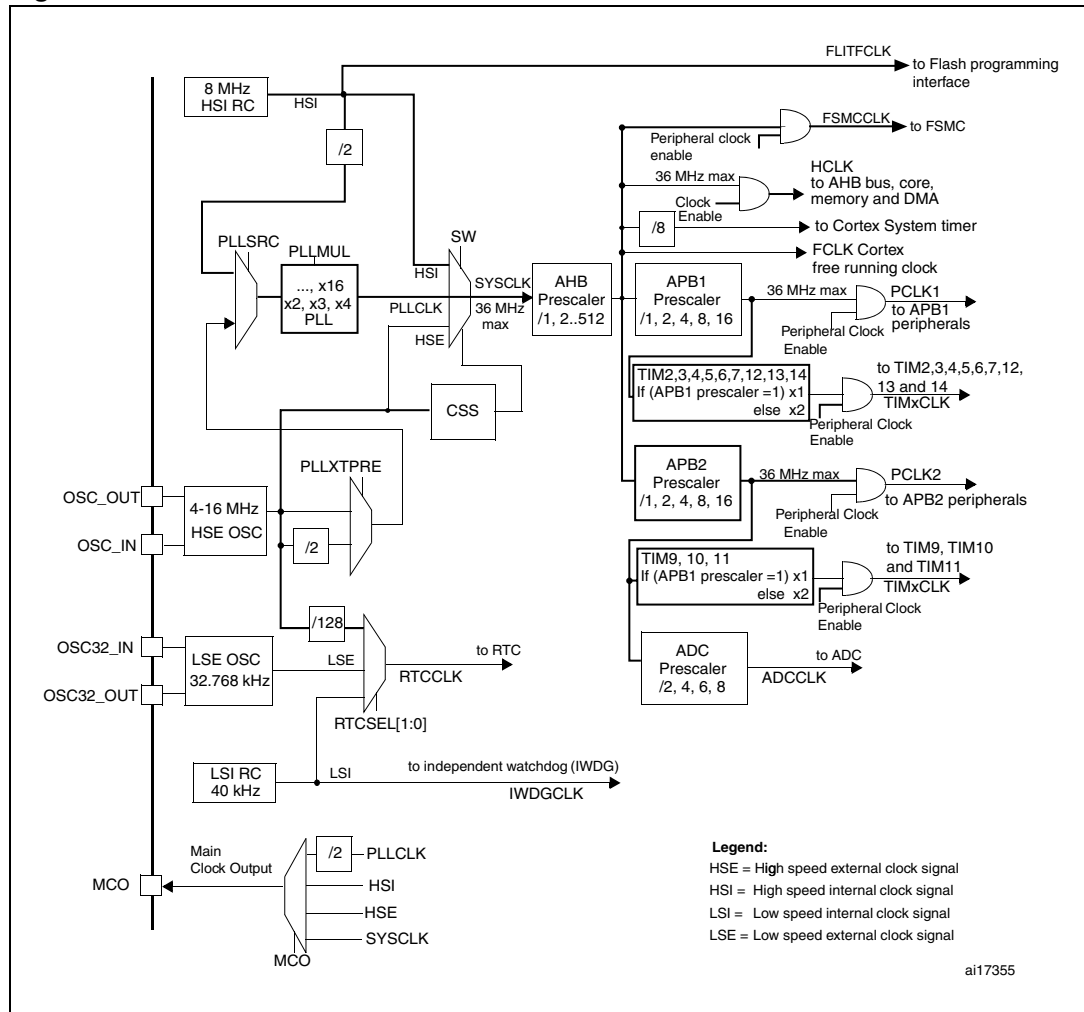 FLITFCLK
to Flash programming
interface
8 MHz
HSI RC
HSI
/2
FSMCCLK
to FSMC
Peripheral clock
enable
36 MHz max
HCLK
to AHB bus, core,
memory and DMA
Clock
Enable
/8
to Cortex System timer
FCLK Cortex
free running clock
PLLSRC
PLLMUL
..., x16
x2, x3, x4
PLL
SW
HSI
SYSCLK
PLLCLK
36 MHz
max
HSE
AHB
Prescaler
/1, 2..512
APB1
Prescaler
/1, 2, 4, 8, 16
36 MHz max
PCLK1
to APB1
peripherals
Peripheral Clock
Enable
TIM2,3,4,5,6,7,12,13,14
If (APB1 prescaler =1) x1
else x2
to TIM2,3,4,5,6,7,12,
13 and 14
TIMxCLK
Peripheral Clock
Enable
CSS
PLLXTPRE
OSC_OUT
OSC_IN
4-16 MHz
HSE OSC
/2
APB2
Prescaler
/1, 2, 4, 8, 16
36 MHz max
PCLK2
to APB2 peripherals
Peripheral Clock
Enable
TIM9, 10, 11
If (APB1 prescaler =1) x1
else x2
to TIM9, TIM10
and TIM11
TIMxCLK
Peripheral Clock
Enable
/128
OSC32_IN
OSC32_OUT
LSE OSC
32.768 kHz
LSE
to RTC
RTCCLK
RTCSEL[1:0]
ADC
Prescaler
/2, 4, 6, 8
to ADC
ADCCLK
LSI RC
40 kHz
LSI
to independent watchdog (IWDG)
IWDGCLK
MCO
Main
Clock Output
/2
PLLCLK
HSI
HSE
SYSCLK
MCO
Legend:
HSE = High speed external clock signal
HSI = High speed internal clock signal
LSI = Low speed internal clock signal
LSE = Low speed external clock signal
ai17355